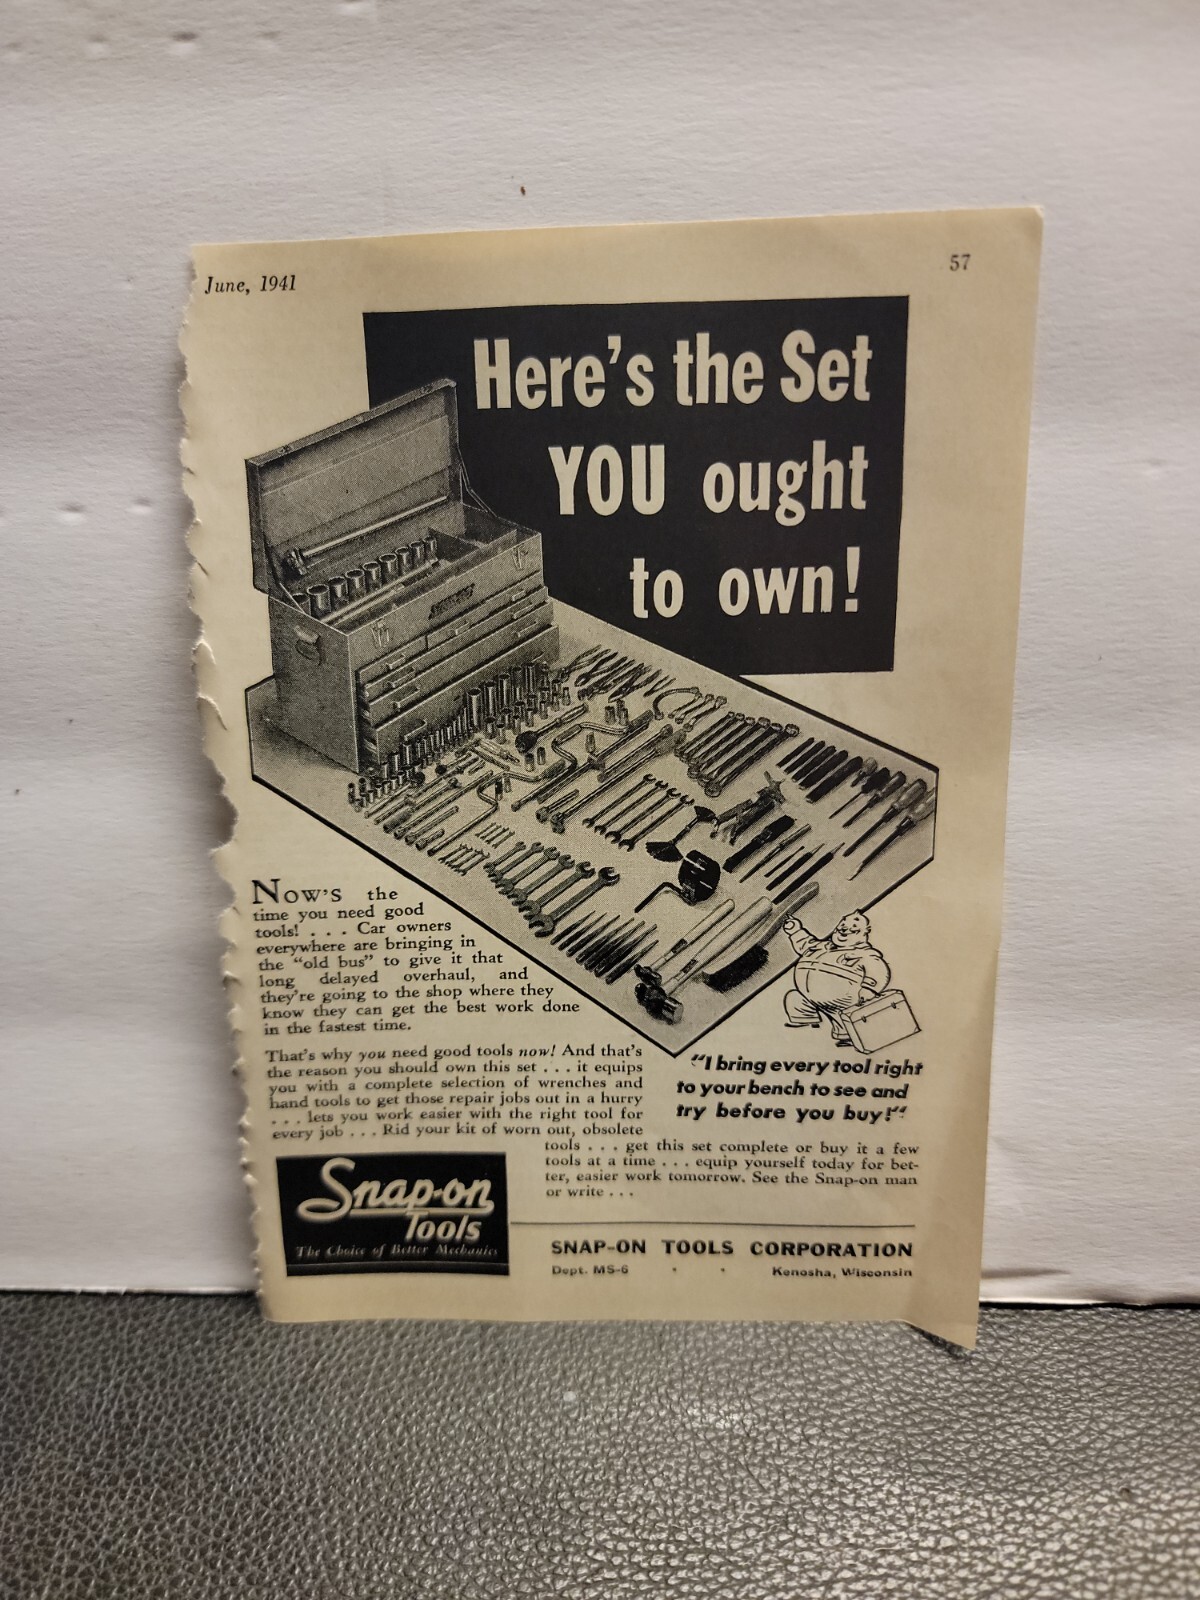 June, 1941
57
Here's the Set
YOU ought
to own!
NOW'S the
time you need good
tools! . . . Car owners
everywhere are bringing in
the "old bus" to give it that
long delayed overhaul, and
they're going to the shop where they
know they can get the best work done
in the fastest time.
That's why you need good tools now! And that's
the reason you should own this set . . . it equips
you with a complete selection of wrenches and
hand tools to get those repair jobs out in a hurry
. . . lets you work easier with the right tool for
every job . . . Rid your kit of worn out, obsolete
tools . . . get this set complete or buy it a few
tools at a time . . . equip yourself today for bet-
ter, easier work tomorrow. See the Snap-on man
or write . . .
"I bring every tool right
to your bench to see and
try before you buy!"
Snap-on
Tools
The Choice of Better Mechanics
SNAP-ON TOOLS CORPORATION
Dept. MS-6 · · Kenosha, Wisconsin